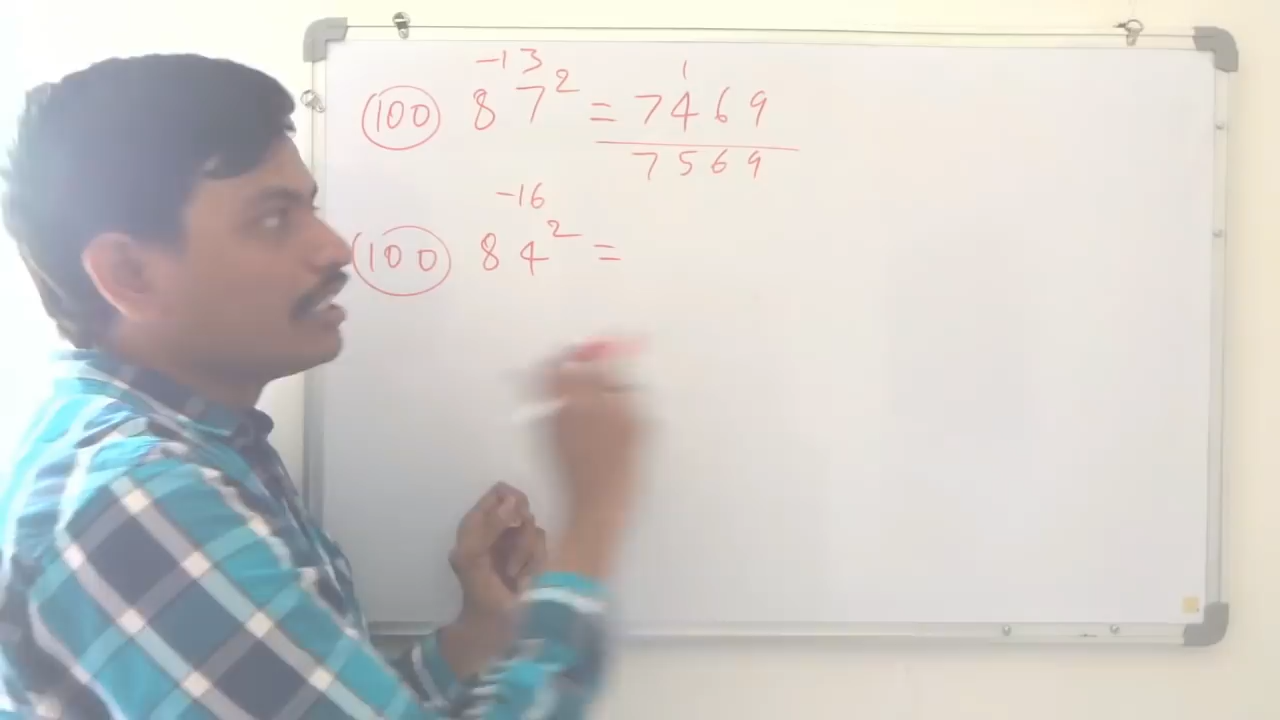 -13
1
(100) 87² = 7469
7569
-16
(100) 84² =